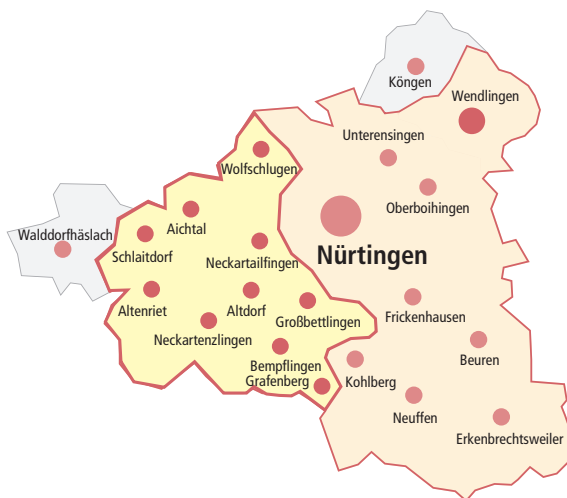 Köngen
Wendlingen
Unterensingen
Wolfschlugen
Oberboihingen
Aichtal
Walddorfhäslach
Schlaitdorf
Nürtingen
Neckartailfingen
Altenriet
Altdorf
Großbettlingen
Frickenhausen
Neckartenzlingen
Beuren
Bempflingen
Grafenberg
Kohlberg
Neuffen
Erkenbrechtsweiler